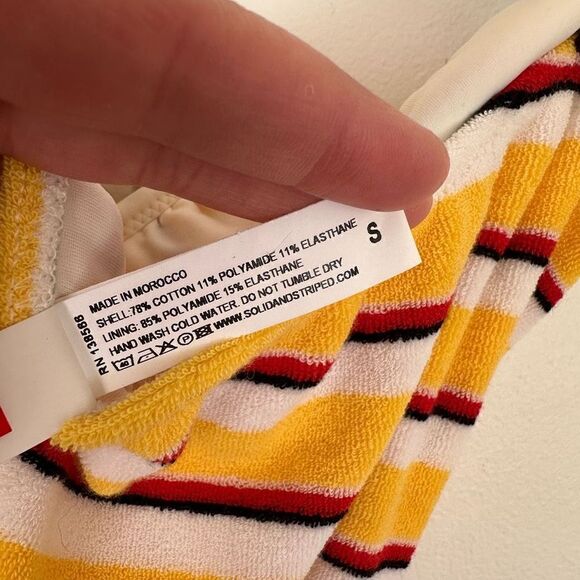 MADE IN MOROCCO
SHELL:78% COTTON 11% POLYAMIDE 11% ELASTHANE
LINING: 85% POLYAMIDE 15% ELASTHANE
HAND WASH COLD WATER. DO NOT TUMBLE DRY
WWW.SOLIDANDSTRIPED.COM
RN 138568
S